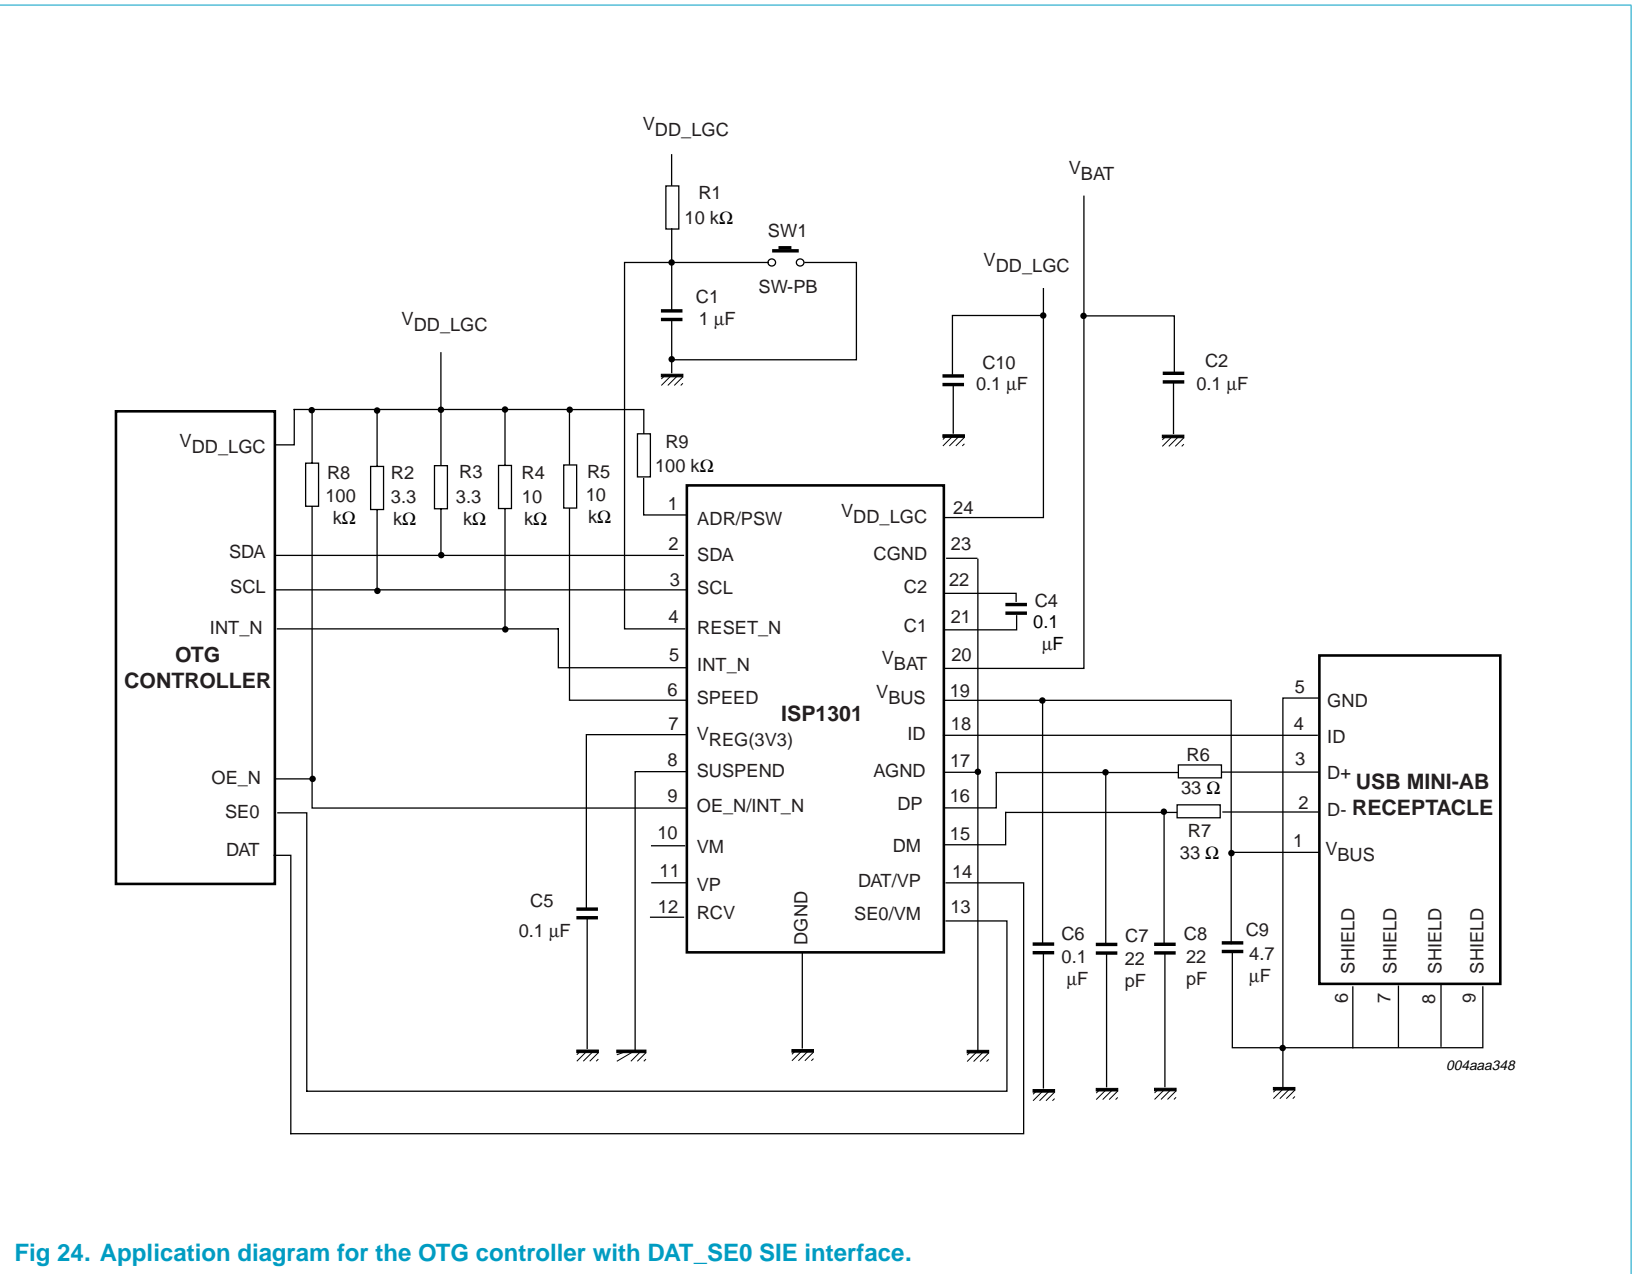 VDD_LGC
R1
10 kΩ
SW1
SW-PB
C1
1 μF
VBAT
VDD_LGC
C10
0.1 μF
C2
0.1 μF
VDD_LGC
VDD_LGC
SDA
SCL
INT_N
OTG
CONTROLLER
OE_N
SE0
DAT
R8
100
kΩ
R2
3.3
kΩ
R3
3.3
kΩ
R4
10
kΩ
R5
10
kΩ
R9
100 kΩ
1
ADR/PSW
2
SDA
3
SCL
4
RESET_N
5
INT_N
6
SPEED
7
VREG(3V3)
8
SUSPEND
9
OE_N/INT_N
10
VM
11
VP
12
RCV
ISP1301
DGND
VDD_LGC
24
CGND
23
C2
22
C1
21
VBAT
20
VBUS
19
ID
18
AGND
17
DP
16
DM
15
DAT/VP
14
SE0/VM
13
C4
0.1
μF
C5
0.1 μF
R6
33 Ω
R7
33 Ω
C6
0.1
μF
C7
22
pF
C8
22
pF
C9
4.7
μF
5
GND
4
ID
3
D+
2
D-
1
VBUS
USB MINI-AB
RECEPTACLE
SHIELD
SHIELD
SHIELD
SHIELD
6
7
8
9
004aaa348
Fig 24. Application diagram for the OTG controller with DAT_SE0 SIE interface.